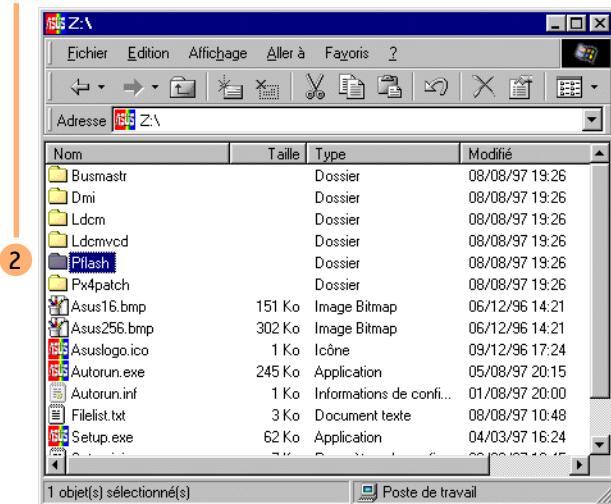 Z:\
Fichier Edition Affichage Aller à Favoris ?
Adresse Z:\
Nom Taille Type Modifié
Busmastr Dossier 08/08/97 19:26
Dmi Dossier 08/08/97 19:26
Ldcm Dossier 08/08/97 19:26
Ldcmvcd Dossier 08/08/97 19:26
2 Pflash Dossier 08/08/97 19:26
Px4patch Dossier 08/08/97 19:26
Asus16.bmp 151 Ko Image Bitmap 06/12/96 14:21
Asus256.bmp 302 Ko Image Bitmap 06/12/96 14:21
Asuslogo.ico 1 Ko Icône 09/12/96 17:24
Autorun.exe 245 Ko Application 05/08/97 20:15
Autorun.inf 1 Ko Informations de confi... 01/08/97 20:00
Filelist.txt 3 Ko Document texte 08/08/97 10:48
Setup.exe 62 Ko Application 04/03/97 16:24
1 objet(s) sélectionné(s) Poste de travail